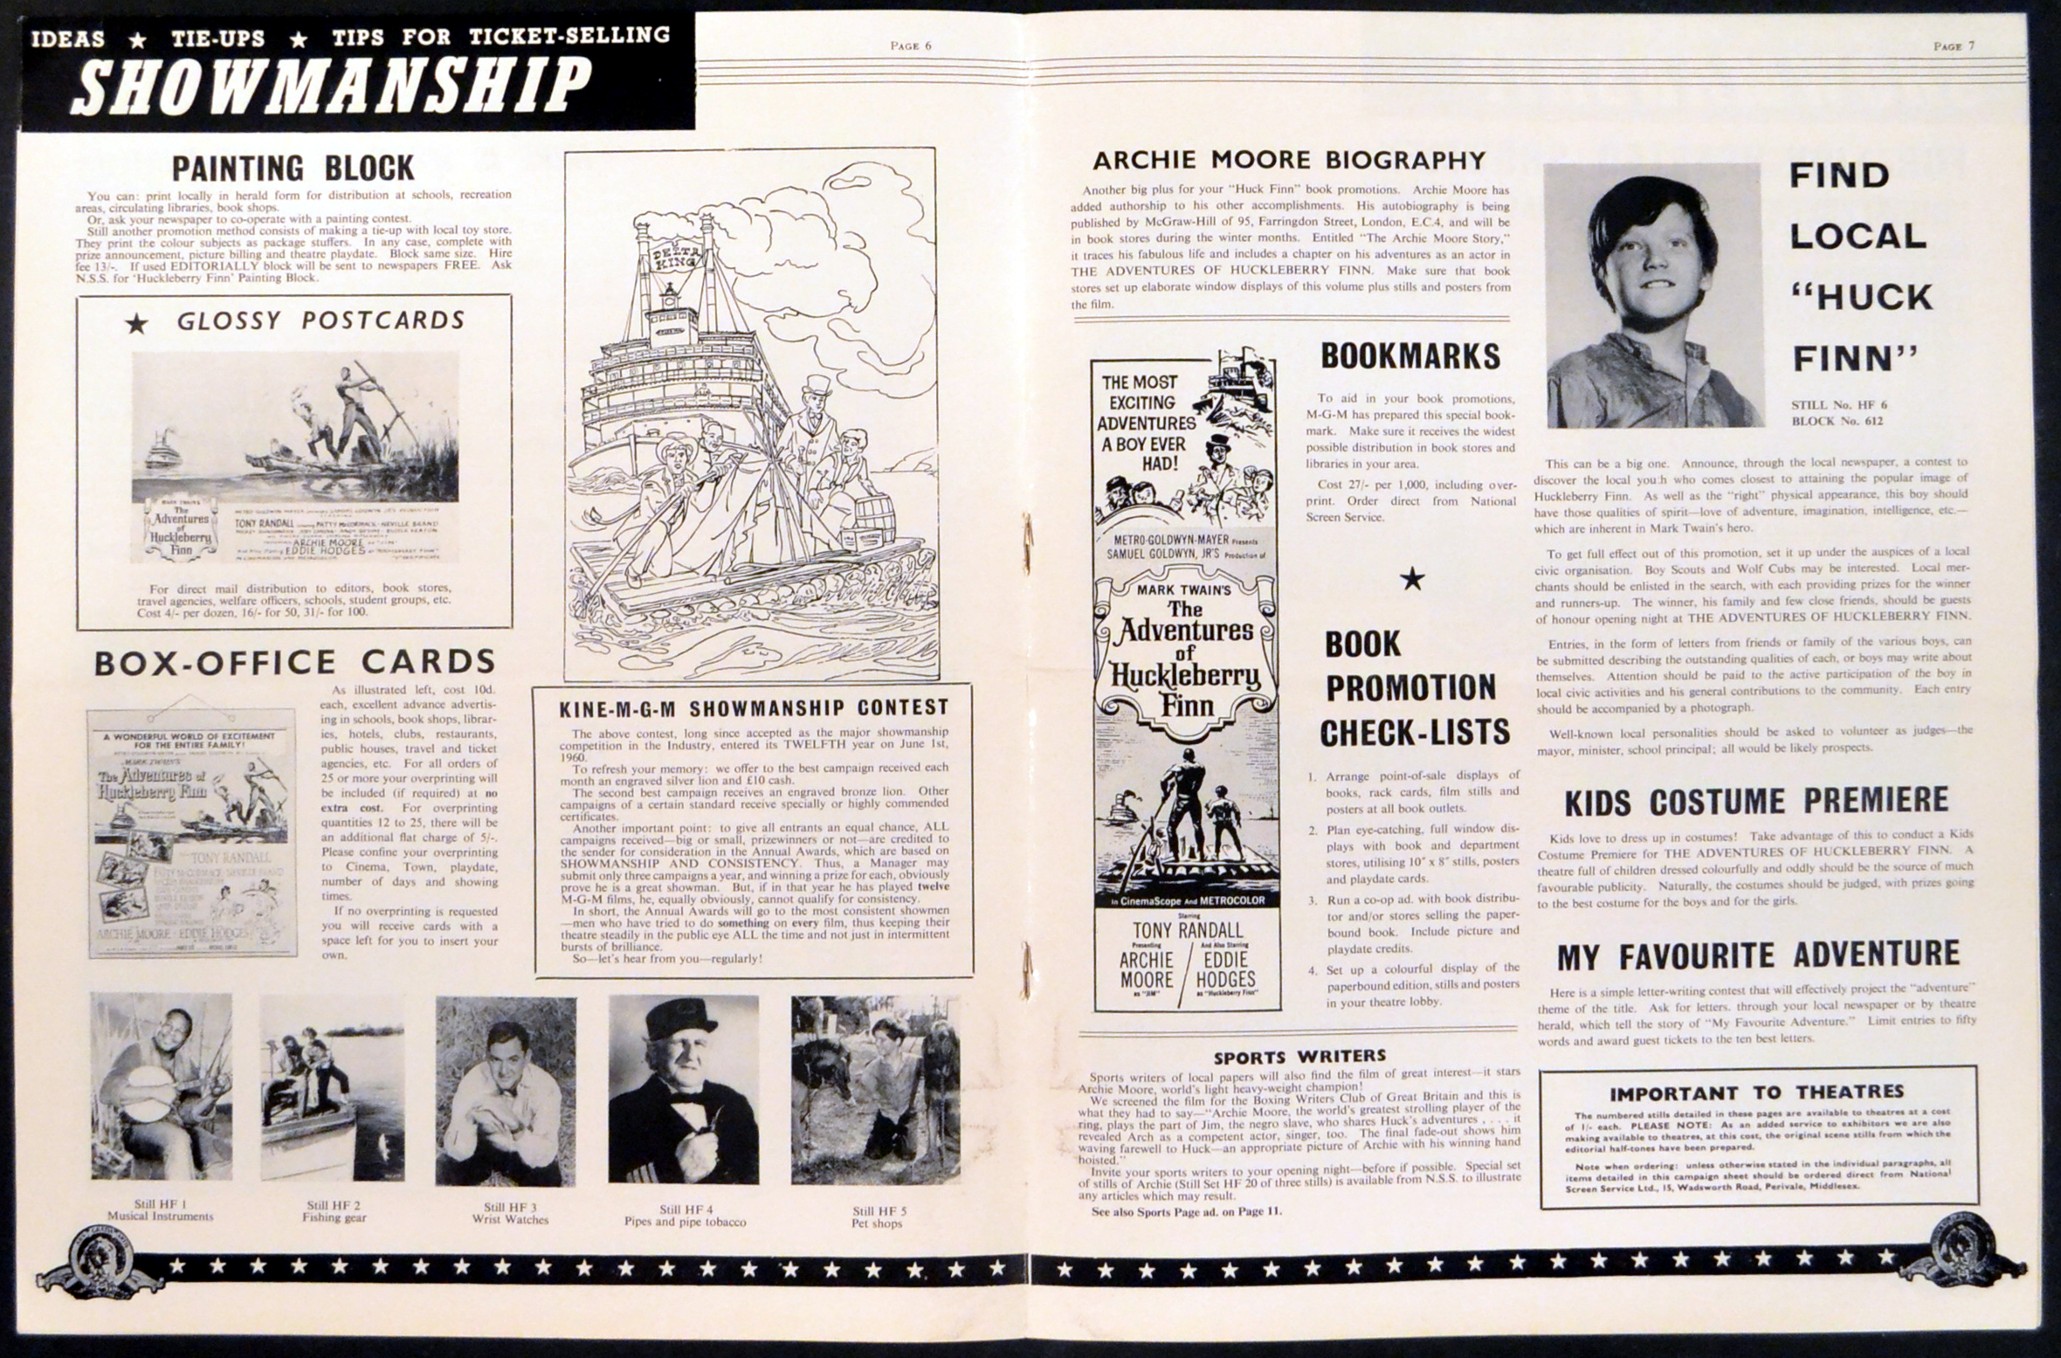 IDEAS ★ TIE-UPS ★ TIPS FOR TICKET-SELLING
SHOWMANSHIP
PAGE 6
PAINTING BLOCK
You can: print locally in herald form for distribution at schools, recreation
areas, circulating libraries, book shops.
Or, ask your newspaper to co-operate with a painting contest.
Still another promotion method consists of making a tie-up with local toy store.
They print the colour subjects as package stuffers. In any case, complete with
prize announcement, picture billing and theatre playdate. Block same size. Hire
fee 13/-. If used EDITORIALLY block will be sent to newspapers FREE. Ask
N.S.S. for 'Huckleberry Finn' Painting Block.
★ GLOSSY POSTCARDS
MARK TWAIN'S
The
Adventures
of
Huckleberry
Finn
TONY RANDALL PATTY McCORMACK NEVILLE BRAND
ARCHIE MOORE
EDDIE HODGES
For direct mail distribution to editors, book stores,
travel agencies, welfare officers, schools, student groups, etc.
Cost 4/- per dozen, 16/- for 50, 31/- for 100.
BOX-OFFICE CARDS
A WONDERFUL WORLD OF EXCITEMENT
FOR THE ENTIRE FAMILY!
MARK TWAIN'S
The Adventures of
Huckleberry Finn
TONY RANDALL
ARCHIE MOORE EDDIE HODGES
As illustrated left, cost 10d.
each, excellent advance advertis-
ing in schools, book shops, librar-
ies, hotels, clubs, restaurants,
public houses, travel and ticket
agencies, etc. For all orders of
25 or more your overprinting will
be included (if required) at no
extra cost. For overprinting
quantities 12 to 25, there will be
an additional flat charge of 5/-.
Please confine your overprinting
to Cinema, Town, playdate,
number of days and showing
times.
If no overprinting is requested
you will receive cards with a
space left for you to insert your
own.
DELTA
KING
KINE-M-G-M SHOWMANSHIP CONTEST
The above contest, long since accepted as the major showmanship
competition in the Industry, entered its TWELFTH year on June 1st,
1960.
To refresh your memory: we offer to the best campaign received each
month an engraved silver lion and £10 cash.
The second best campaign receives an engraved bronze lion. Other
campaigns of a certain standard receive specially or highly commended
certificates.
Another important point: to give all entrants an equal chance, ALL
campaigns received—big or small, prizewinners or not—are credited to
the sender for consideration in the Annual Awards, which are based on
SHOWMANSHIP AND CONSISTENCY. Thus, a Manager may
submit only three campaigns a year, and winning a prize for each, obviously
prove he is a great showman. But, if in that year he has played twelve
M-G-M films, he, equally obviously, cannot qualify for consistency.
In short, the Annual Awards will go to the most consistent showmen
—men who have tried to do something on every film, thus keeping their
theatre steadily in the public eye ALL the time and not just in intermittent
bursts of brilliance.
So—let's hear from you—regularly!
Still HF 1
Musical Instruments
Still HF 2
Fishing gear
Still HF 3
Wrist Watches
Still HF 4
Pipes and pipe tobacco
Still HF 5
Pet shops
PAGE 7
ARCHIE MOORE BIOGRAPHY
Another big plus for your "Huck Finn" book promotions. Archie Moore has
added authorship to his other accomplishments. His autobiography is being
published by McGraw-Hill of 95, Farringdon Street, London, E.C.4, and will be
in book stores during the winter months. Entitled "The Archie Moore Story,"
it traces his fabulous life and includes a chapter on his adventures as an actor in
THE ADVENTURES OF HUCKLEBERRY FINN. Make sure that book
stores set up elaborate window displays of this volume plus stills and posters from
the film.
THE MOST
EXCITING
ADVENTURES
A BOY EVER
HAD!
METRO-GOLDWYN-MAYER Presents
SAMUEL GOLDWYN, JR'S Production of
MARK TWAIN'S
The
Adventures
of
Huckleberry
Finn
In CinemaScope And METROCOLOR
Starring
TONY RANDALL
Presenting
ARCHIE
MOORE
as "JIM"
And Also Starring
EDDIE
HODGES
as "Huckleberry Finn"
BOOKMARKS
To aid in your book promotions,
M-G-M has prepared this special book-
mark. Make sure it receives the widest
possible distribution in book stores and
libraries in your area.
Cost 27/- per 1,000, including over-
print. Order direct from National
Screen Service.
★
BOOK
PROMOTION
CHECK-LISTS
1. Arrange point-of-sale displays of
books, rack cards, film stills and
posters at all book outlets.
2. Plan eye-catching, full window dis-
plays with book and department
stores, utilising 10" x 8" stills, posters
and playdate cards.
3. Run a co-op ad. with book distribu-
tor and/or stores selling the paper-
bound book. Include picture and
playdate credits.
4. Set up a colourful display of the
paperbound edition, stills and posters
in your theatre lobby.
SPORTS WRITERS
Sports writers of local papers will also find the film of great interest—it stars
Archie Moore, world's light heavy-weight champion!
We screened the film for the Boxing Writers Club of Great Britain and this is
what they had to say—"Archie Moore, the world's greatest strolling player of the
ring, plays the part of Jim, the negro slave, who shares Huck's adventures . . . . it
revealed Arch as a competent actor, singer, too. The final fade-out shows him
waving farewell to Huck—an appropriate picture of Archie with his winning hand
hoisted."
Invite your sports writers to your opening night—before if possible. Special set
of stills of Archie (Still Set HF 20 of three stills) is available from N.S.S. to illustrate
any articles which may result.
See also Sports Page ad. on Page 11.
FIND
LOCAL
"HUCK
FINN"
STILL No. HF 6
BLOCK No. 612
This can be a big one. Announce, through the local newspaper, a contest to
discover the local youth who comes closest to attaining the popular image of
Huckleberry Finn. As well as the "right" physical appearance, this boy should
have those qualities of spirit—love of adventure, imagination, intelligence, etc.—
which are inherent in Mark Twain's hero.
To get full effect out of this promotion, set it up under the auspices of a local
civic organisation. Boy Scouts and Wolf Cubs may be interested. Local mer-
chants should be enlisted in the search, with each providing prizes for the winner
and runners-up. The winner, his family and few close friends, should be guests
of honour opening night at THE ADVENTURES OF HUCKLEBERRY FINN.
Entries, in the form of letters from friends or family of the various boys, can
be submitted describing the outstanding qualities of each, or boys may write about
themselves. Attention should be paid to the active participation of the boy in
local civic activities and his general contributions to the community. Each entry
should be accompanied by a photograph.
Well-known local personalities should be asked to volunteer as judges—the
mayor, minister, school principal; all would be likely prospects.
KIDS COSTUME PREMIERE
Kids love to dress up in costumes! Take advantage of this to conduct a Kids
Costume Premiere for THE ADVENTURES OF HUCKLEBERRY FINN. A
theatre full of children dressed colourfully and oddly should be the source of much
favourable publicity. Naturally, the costumes should be judged, with prizes going
to the best costume for the boys and for the girls.
MY FAVOURITE ADVENTURE
Here is a simple letter-writing contest that will effectively project the "adventure"
theme of the title. Ask for letters, through your local newspaper or by theatre
herald, which tell the story of "My Favourite Adventure." Limit entries to fifty
words and award guest tickets to the ten best letters.
IMPORTANT TO THEATRES
The numbered stills detailed in these pages are available to theatres at a cost
of 1/- each. PLEASE NOTE: As an added service to exhibitors we are also
making available to theatres, at this cost, the original scene stills from which the
editorial half-tones have been prepared.
Note when ordering: unless otherwise stated in the individual paragraphs, all
items detailed in this campaign sheet should be ordered direct from National
Screen Service Ltd., 15, Wadsworth Road, Perivale, Middlesex.